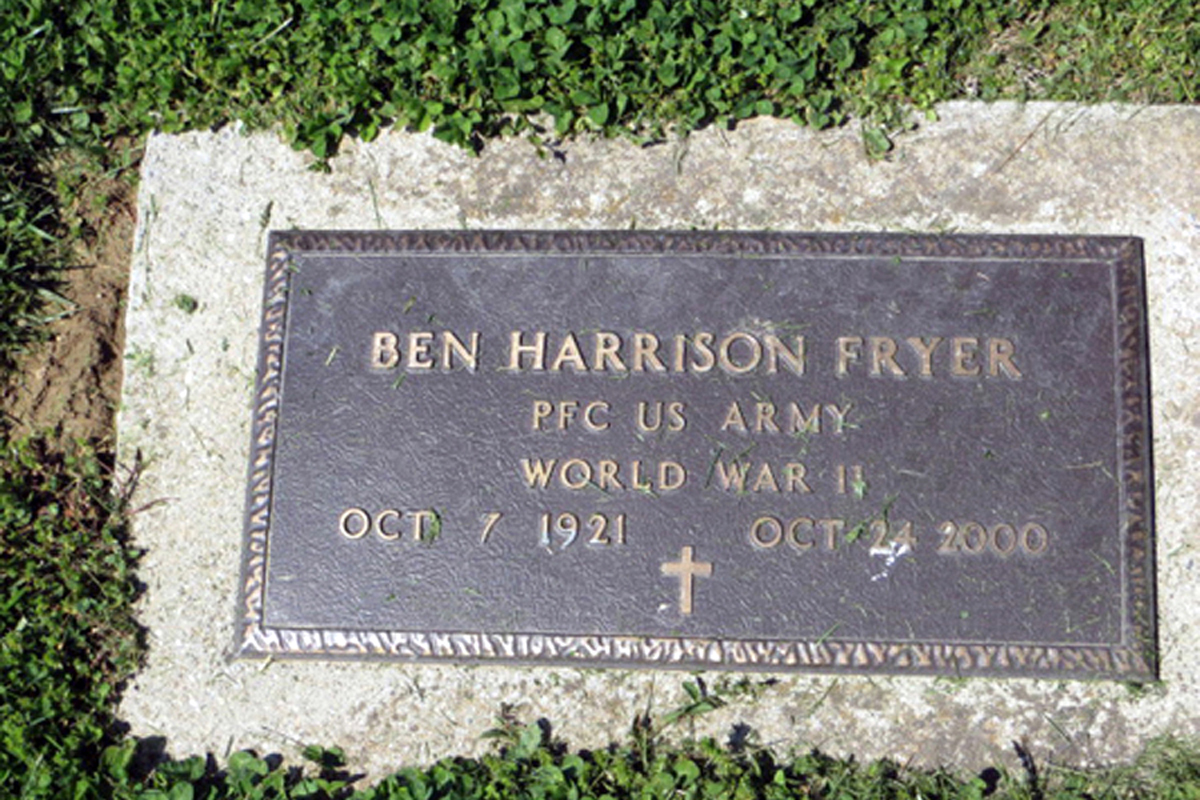 BEN HARRISON FRYER
PFC US ARMY
WORLD WAR II
OCT 7 1921 OCT 24 2000